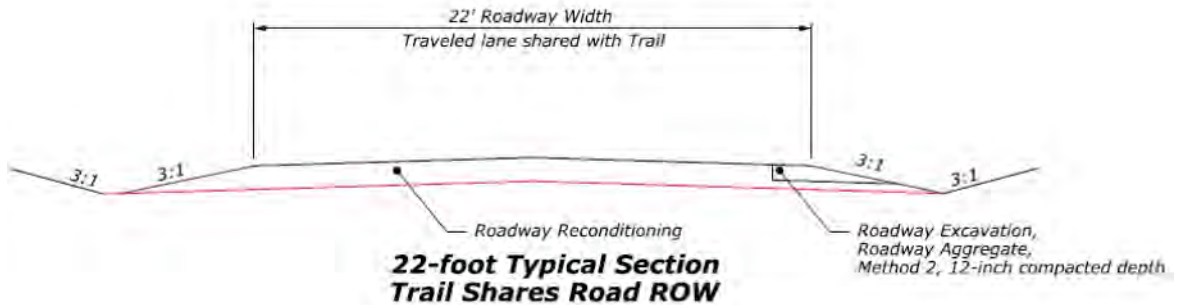 22' Roadway Width
Traveled lane shared with Trail
3:1
3:1
3:1
3:1
Roadway Reconditioning
Roadway Excavation,
Roadway Aggregate,
Method 2, 12-inch compacted depth
22-foot Typical Section
Trail Shares Road ROW